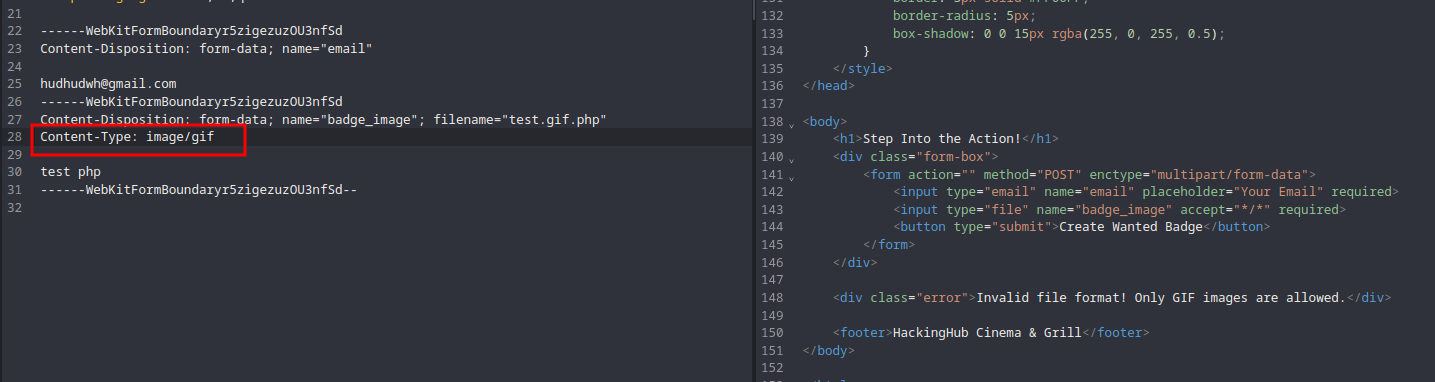 21
22 ------WebKitFormBoundaryr5zigezuzOU3nfSd
23 Content-Disposition: form-data; name="email"
24
25 hudhudwh@gmail.com
26 ------WebKitFormBoundaryr5zigezuzOU3nfSd
27 Content-Disposition: form-data; name="badge_image"; filename="test.gif.php"
28 Content-Type: image/gif
29
30 test php
31 ------WebKitFormBoundaryr5zigezuzOU3nfSd--
32
132 border-radius: 5px;
133 box-shadow: 0 0 15px rgba(255, 0, 255, 0.5);
134 }
135 </style>
136 </head>
137
138 <body>
139 <h1>Step Into the Action!</h1>
140 <div class="form-box">
141 <form action="" method="POST" enctype="multipart/form-data">
142 <input type="email" name="email" placeholder="Your Email" required>
143 <input type="file" name="badge_image" accept="*/*" required>
144 <button type="submit">Create Wanted Badge</button>
145 </form>
146 </div>
147
148 <div class="error">Invalid file format! Only GIF images are allowed.</div>
149
150 <footer>HackingHub Cinema & Grill</footer>
151 </body>
152